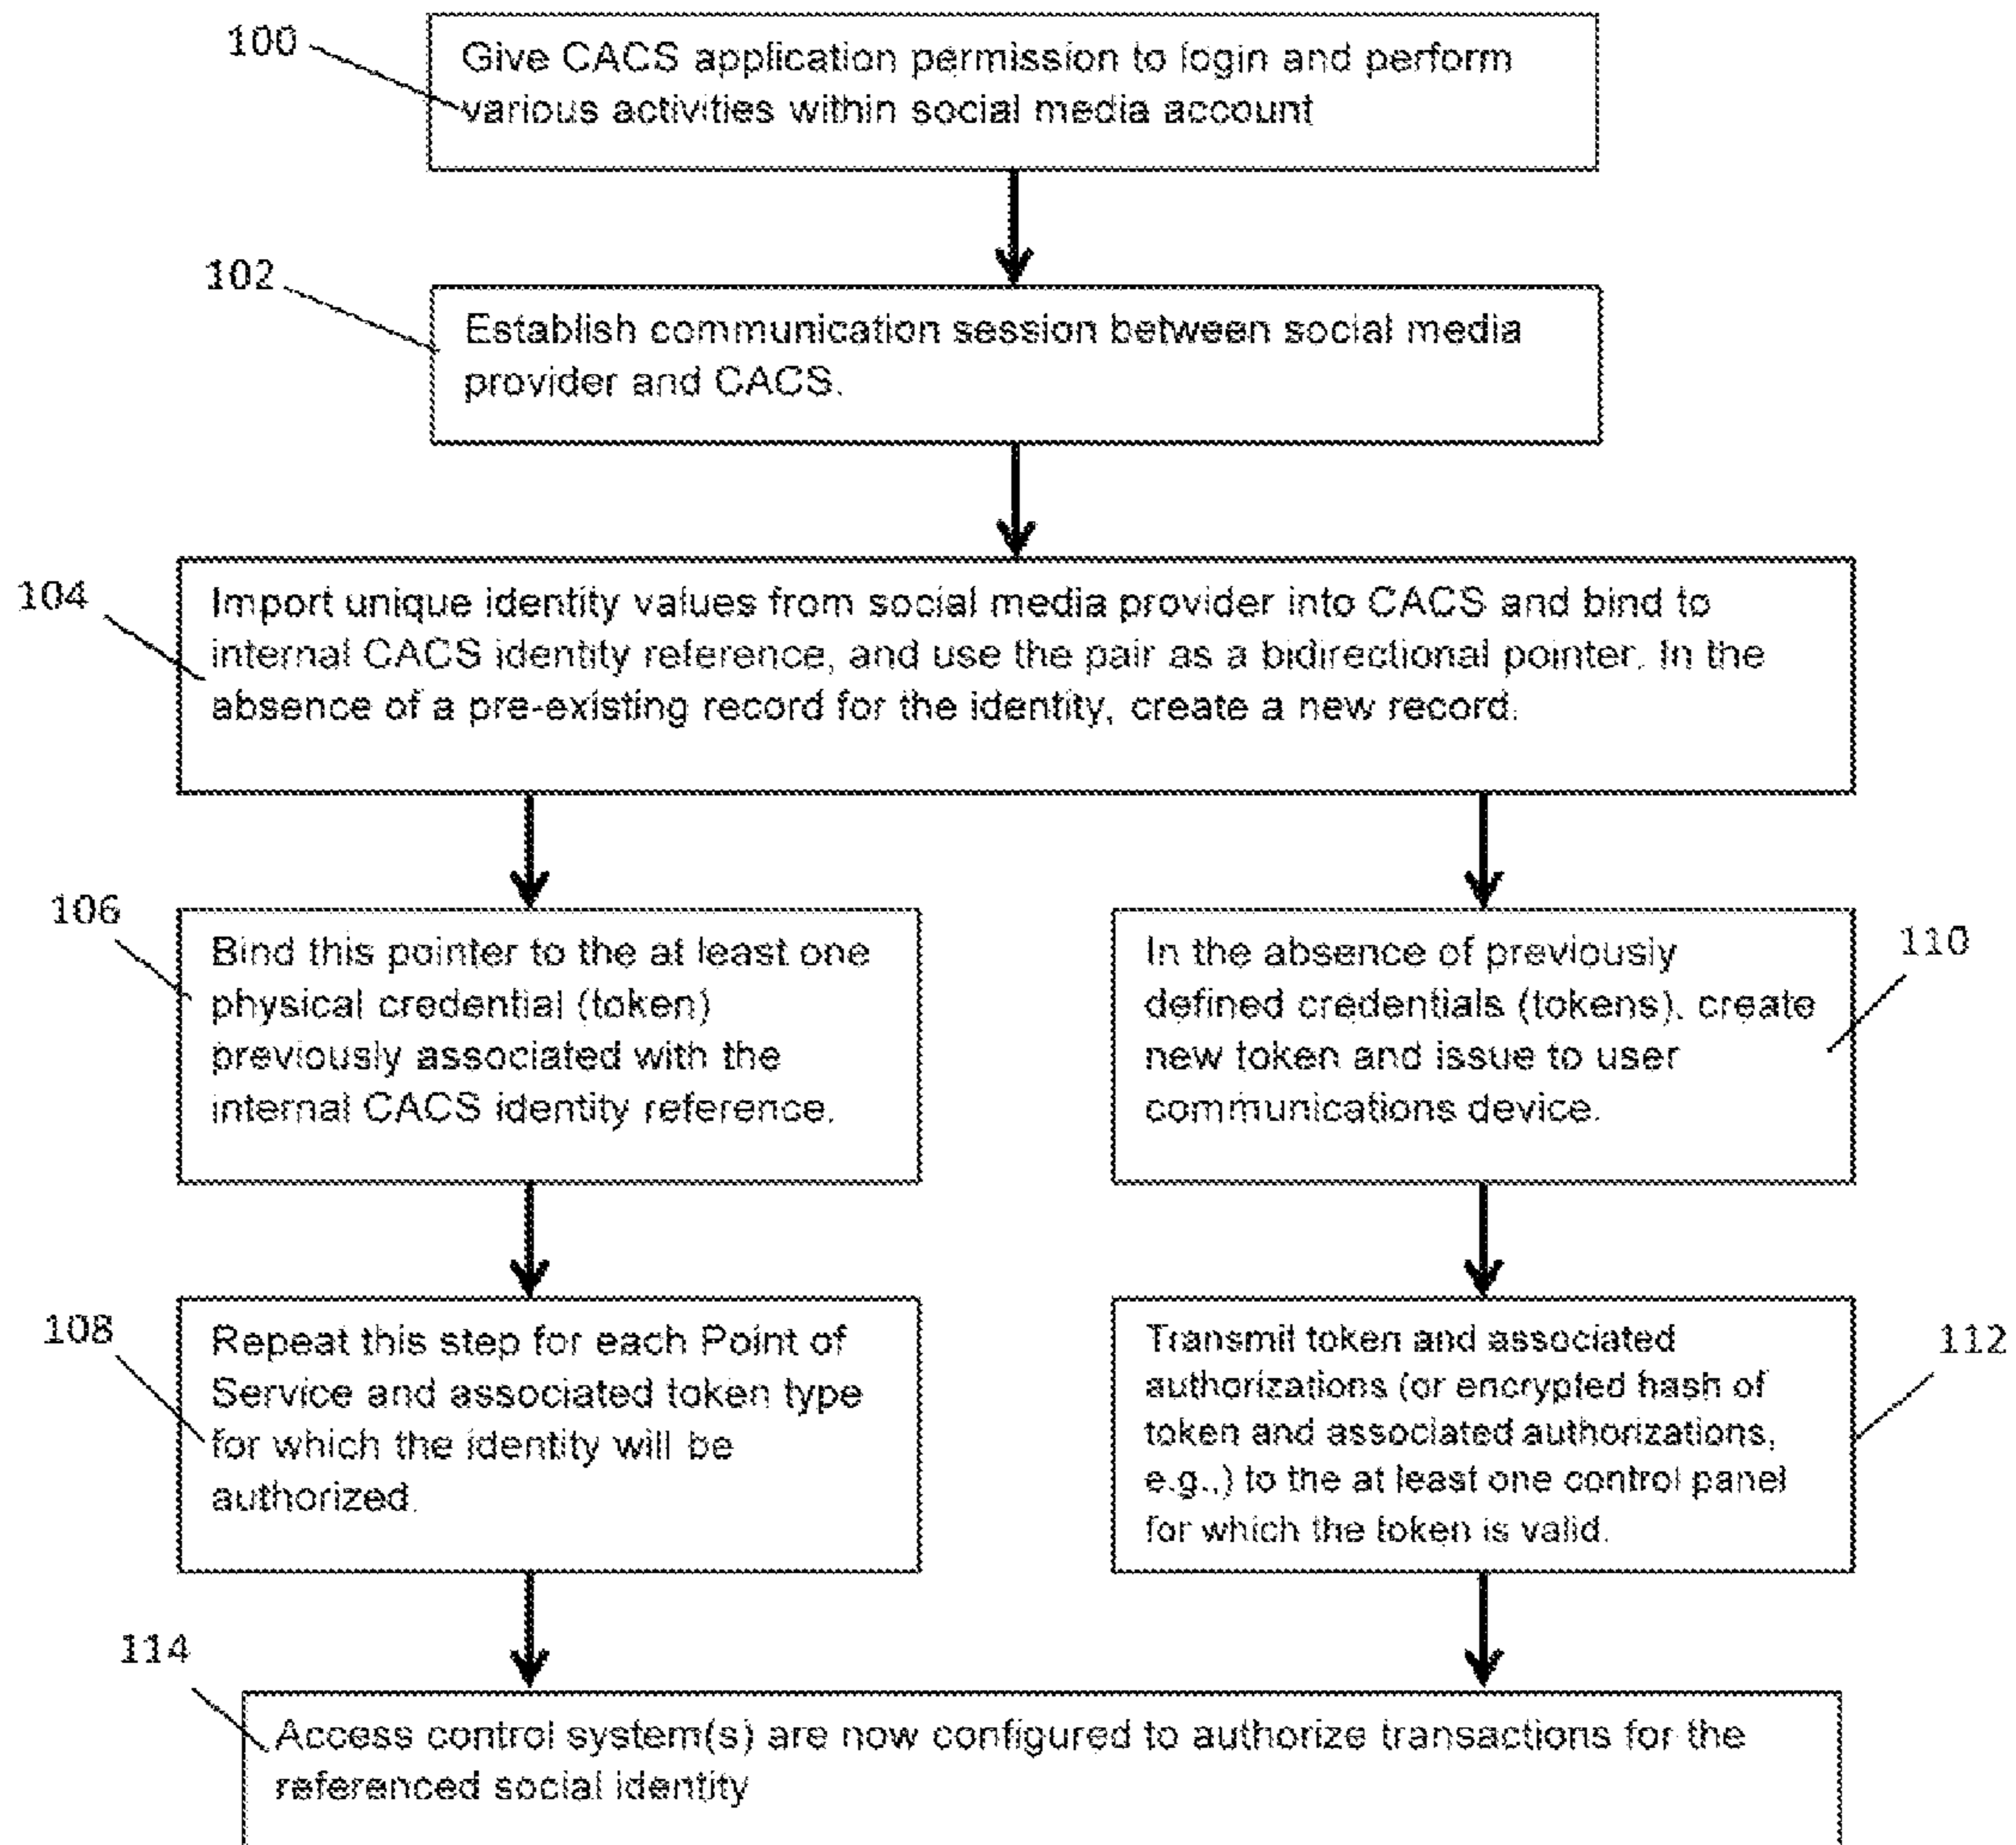 100
Give CACS application permission to login and perform
various activities within social media account
102
Establish communication session between social media
provider and CACS.
104
Import unique identity values from social media provider into CACS and bind to
internal CACS identity reference, and use the pair as a bidirectional pointer. In the
absence of a pre-existing record for the identity, create a new record.
106
Bind this pointer to the at least one
physical credential (token)
previously associated with the
internal CACS identity reference.
108
Repeat this step for each Point of
Service and associated token type
for which the identity will be
authorized.
110
In the absence of previously
defined credentials (tokens), create
new token and issue to user
communications device.
112
Transmit token and associated
authorizations (or encrypted hash of
token and associated authorizations,
e.g.,) to the at least one control panel
for which the token is valid.
114
Access control system(s) are now configured to authorize transactions for the
referenced social identity